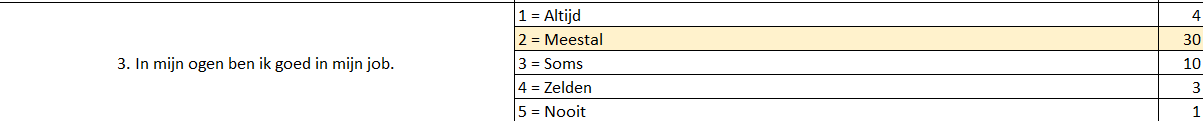 3. In mijn ogen ben ik goed in mijn job.
1 = Altijd 4
2 = Meestal 30
3 = Soms 10
4 = Zelden 3
5 = Nooit 1